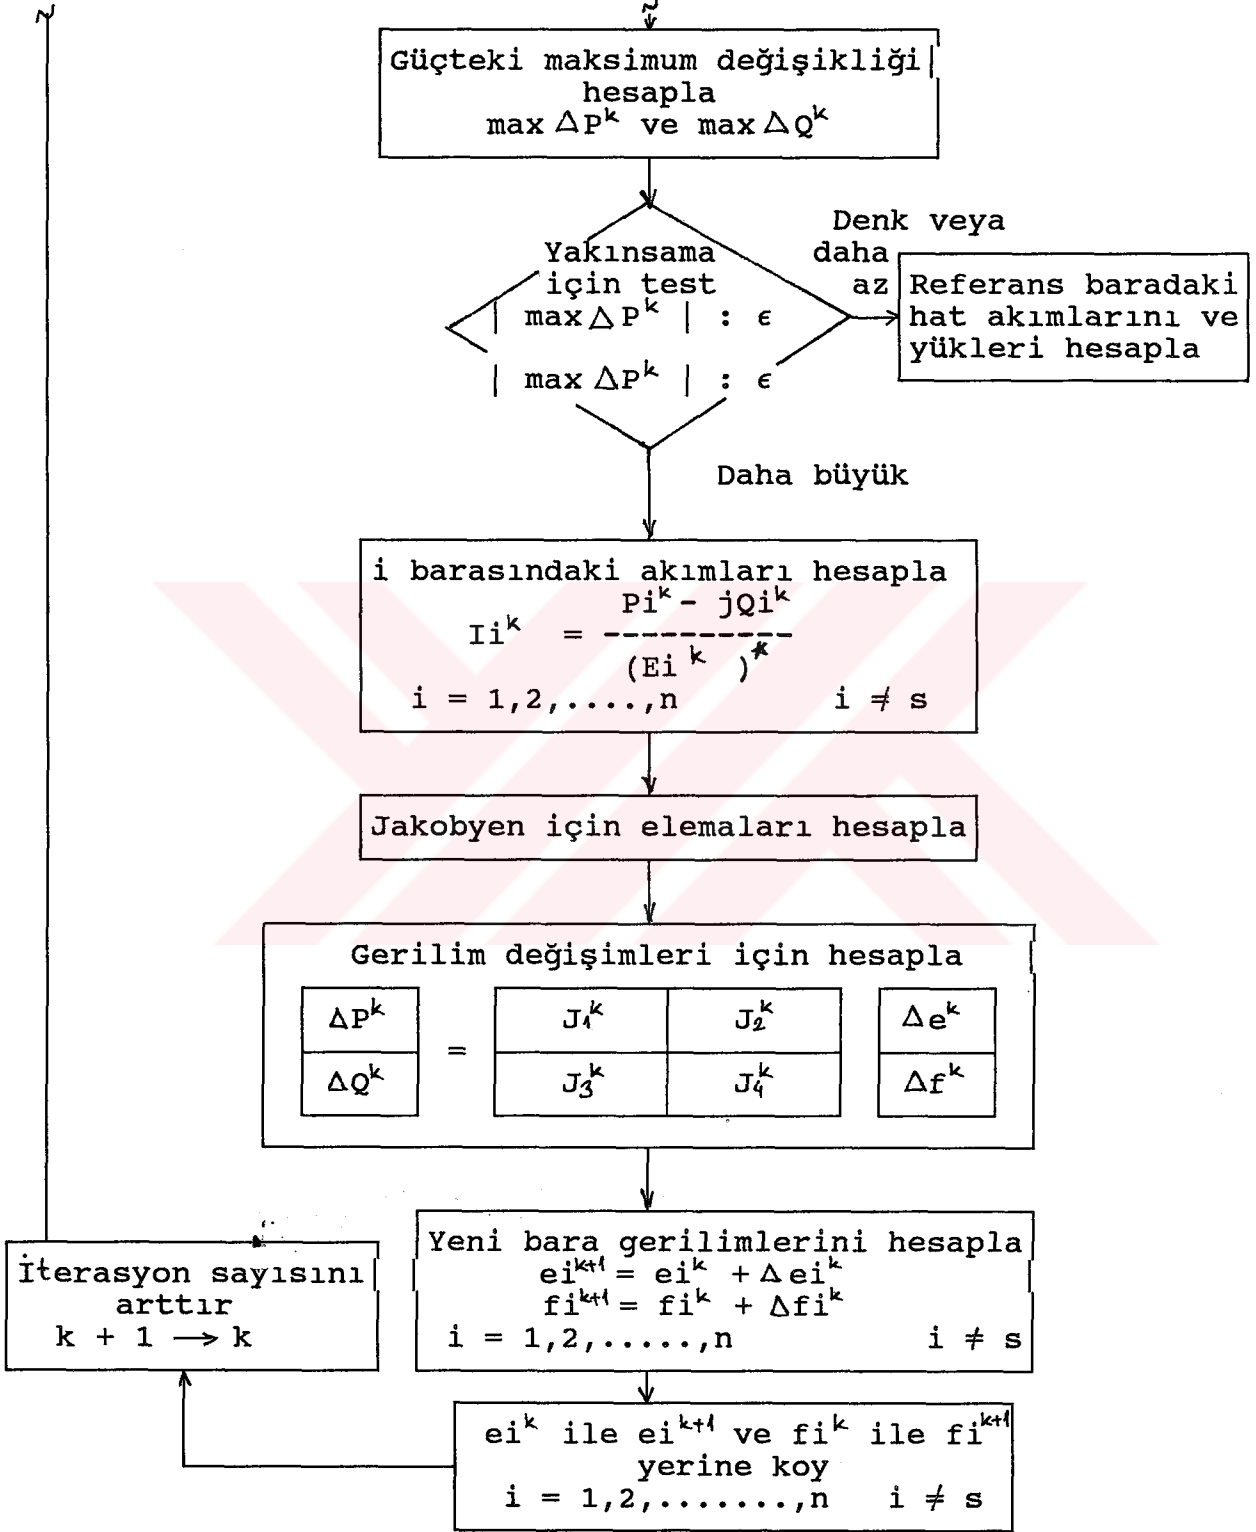 Güçteki maksimum değişikliği
hesapla
max ΔP^k ve max ΔQ^k
Denk veya
daha
az
Yakınsama
için test
| max Δ P^k | : ϵ
| max ΔP^k | : ϵ
Referans baradaki
hat akımlarını ve
yükleri hesapla
Daha büyük
i barasındaki akımları hesapla
Pi^k - jQi^k
Ii^k = ----------
(Ei^k )^*
i = 1,2,....,n i ≠ s
Jakobyen için elemaları hesapla
Gerilim değişimleri için hesapla
ΔP^k = J1^k J2^k Δe^k
ΔQ^k J3^k J4^k Δf^k
Yeni bara gerilimlerini hesapla
ei^k+1 = ei^k + Δ ei^k
fi^k+1 = fi^k + Δfi^k
i = 1,2,.....,n i ≠ s
İterasyon sayısını
arttır
k + 1 → k
ei^k ile ei^k+1 ve fi^k ile fi^k+1
yerine koy
i = 1,2,.......,n i ≠ s